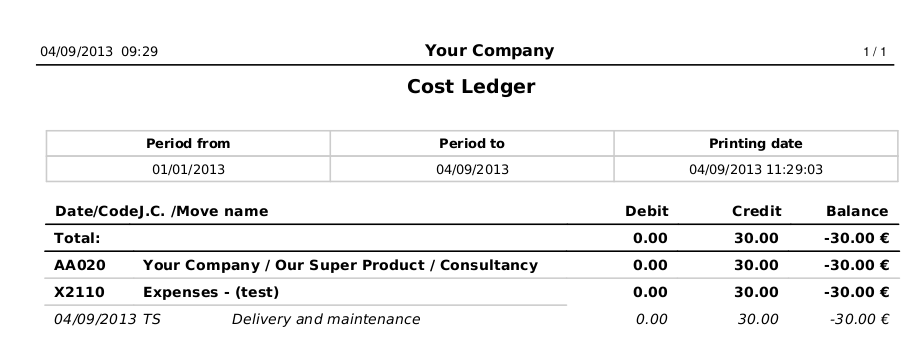 04/09/2013 09:29 Your Company 1 / 1
Cost Ledger
Period from Period to Printing date
01/01/2013 04/09/2013 04/09/2013 11:29:03
Date/CodeJ.C. /Move name Debit Credit Balance
Total: 0.00 30.00 -30.00 €
AA020 Your Company / Our Super Product / Consultancy 0.00 30.00 -30.00 €
X2110 Expenses - (test) 0.00 30.00 -30.00 €
04/09/2013 TS Delivery and maintenance 0.00 30.00 -30.00 €